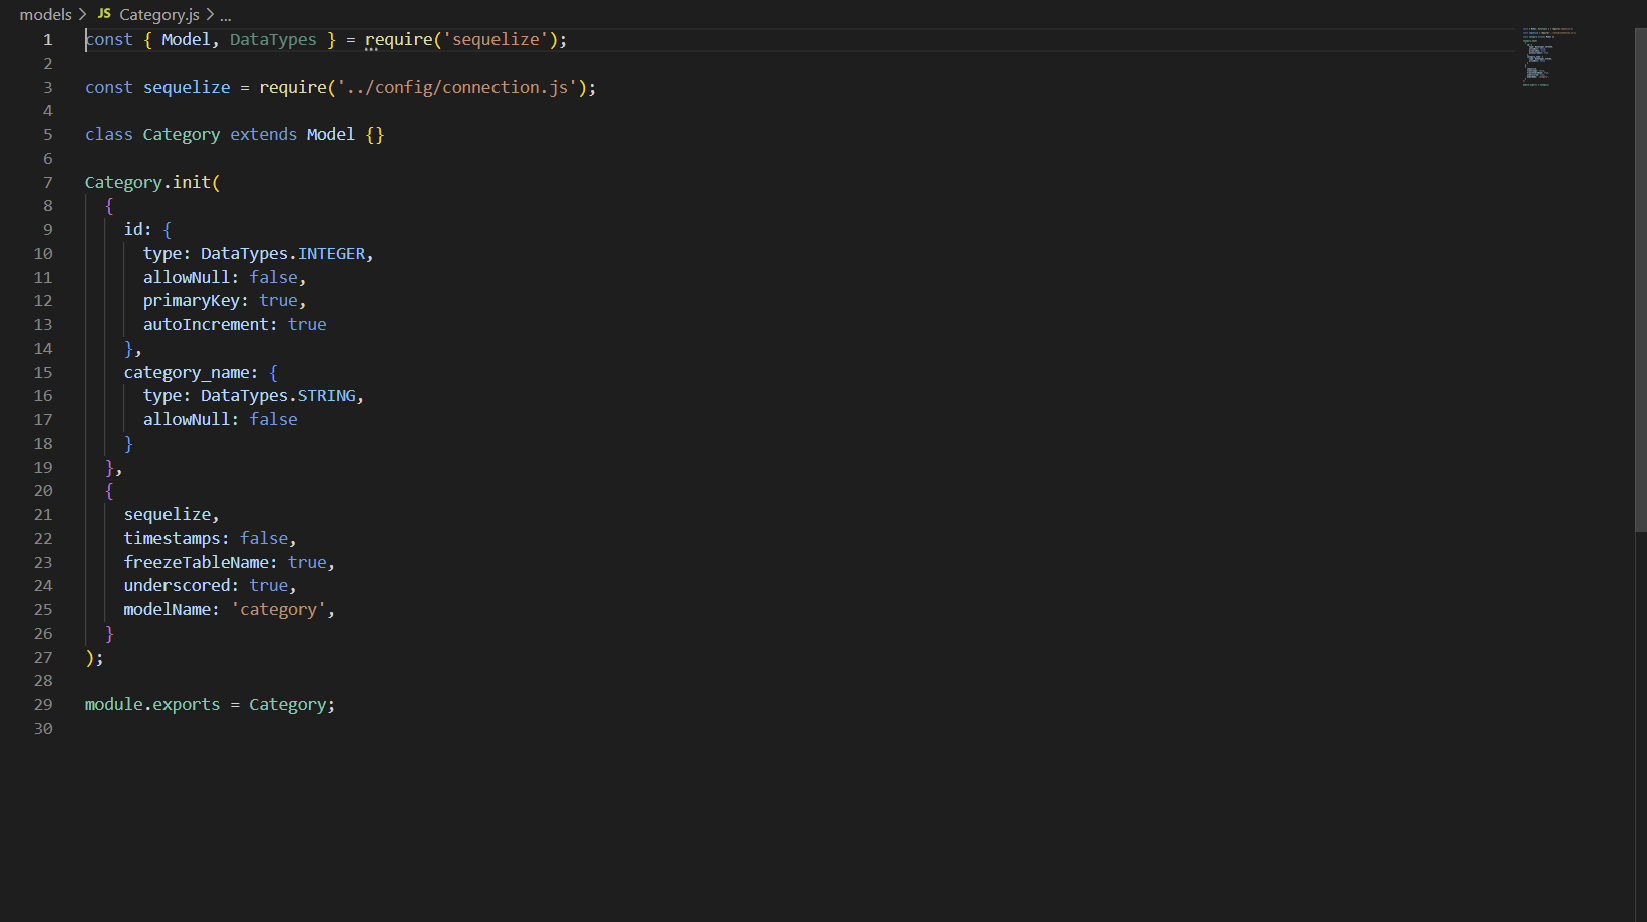 models > JS Category.js > ...
1 const { Model, DataTypes } = require('sequelize');
2
3 const sequelize = require('../config/connection.js');
4
5 class Category extends Model {}
6
7 Category.init(
8   {
9     id: {
10       type: DataTypes.INTEGER,
11       allowNull: false,
12       primaryKey: true,
13       autoIncrement: true
14     },
15     category_name: {
16       type: DataTypes.STRING,
17       allowNull: false
18     }
19   },
20   {
21     sequelize,
22     timestamps: false,
23     freezeTableName: true,
24     underscored: true,
25     modelName: 'category',
26   }
27 );
28
29 module.exports = Category;
30